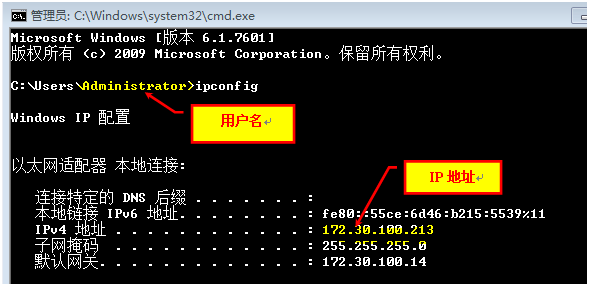 管理员: C:\Windows\system32\cmd.exe
Microsoft Windows [版本 6.1.7601]
版权所有 (c) 2009 Microsoft Corporation。保留所有权利。
C:\Users\Administrator>ipconfig
用户名
Windows IP 配置
以太网适配器 本地连接:
IP 地址
连接特定的 DNS 后缀 . . . . . . . :
本地链接 IPv6 地址. . . . . . . . : fe80::55ce:6d46:b215:5539%11
IPv4 地址 . . . . . . . . . . . . : 172.30.100.213
子网掩码 . . . . . . . . . . . . : 255.255.255.0
默认网关. . . . . . . . . . . . . : 172.30.100.14